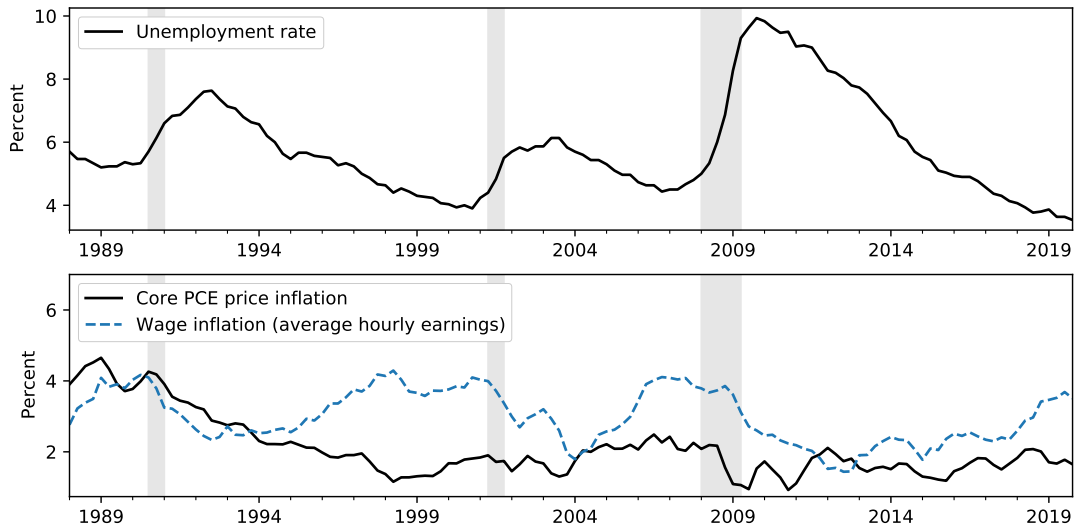 10
8
6
4
Percent
Unemployment rate
1989 1994 1999 2004 2009 2014 2019
6
4
2
Percent
Core PCE price inflation
Wage inflation (average hourly earnings)
1989 1994 1999 2004 2009 2014 2019